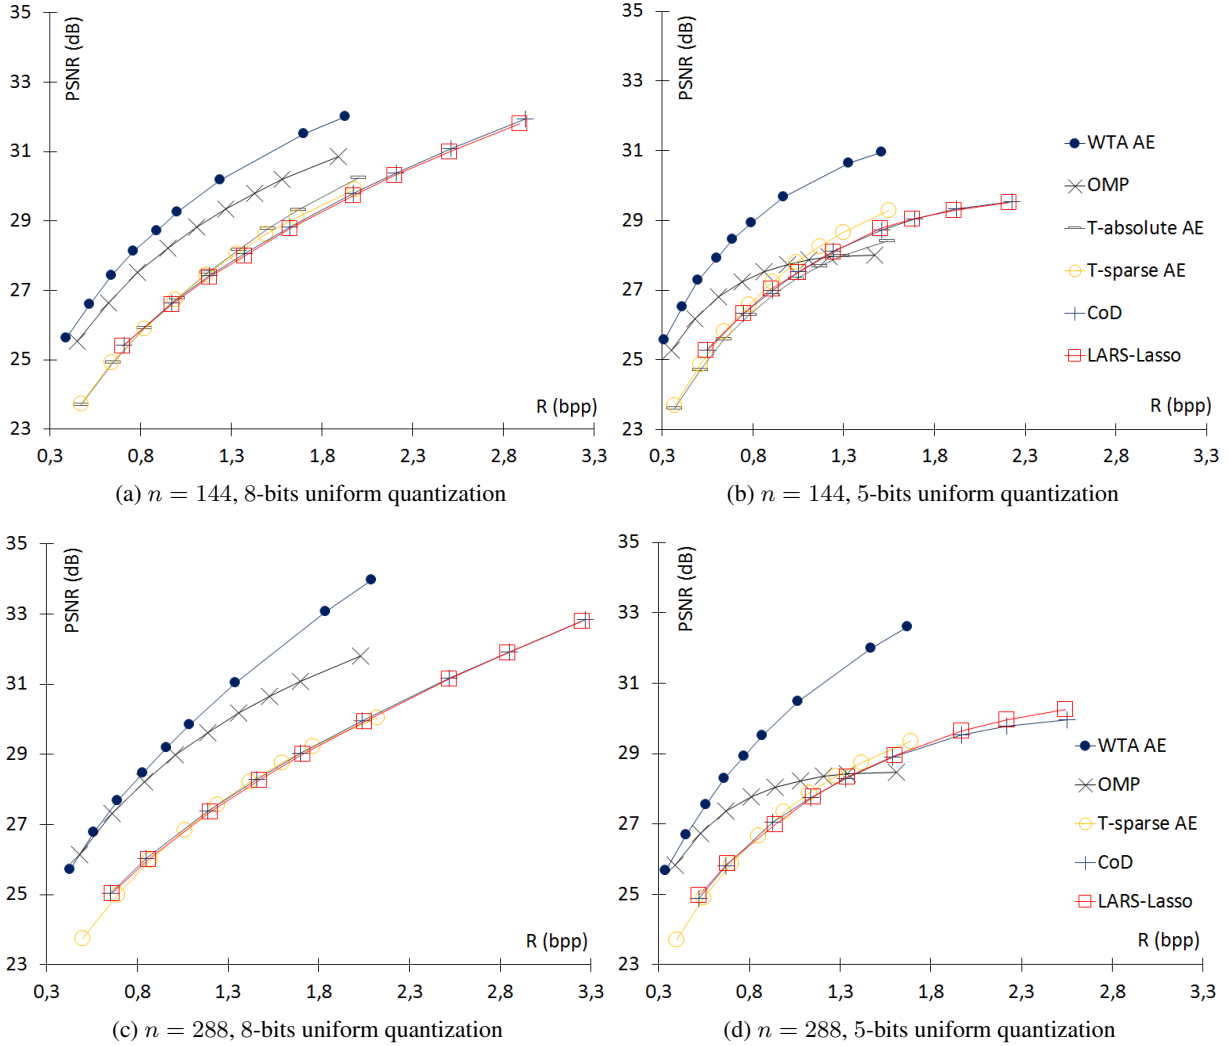 35
33
31
29
27
25
23
PSNR (dB)
R (bpp)
0,3 0,8 1,3 1,8 2,3 2,8 3,3
(a) n = 144, 8-bits uniform quantization
35
33
31
29
27
25
23
PSNR (dB)
WTA AE
OMP
T-absolute AE
T-sparse AE
CoD
LARS-Lasso
R (bpp)
0,3 0,8 1,3 1,8 2,3 2,8 3,3
(b) n = 144, 5-bits uniform quantization
35
33
31
29
27
25
23
PSNR (dB)
R (bpp)
0,3 0,8 1,3 1,8 2,3 2,8 3,3
(c) n = 288, 8-bits uniform quantization
35
33
31
29
27
25
23
PSNR (dB)
WTA AE
OMP
T-sparse AE
CoD
LARS-Lasso
R (bpp)
0,3 0,8 1,3 1,8 2,3 2,8 3,3
(d) n = 288, 5-bits uniform quantization